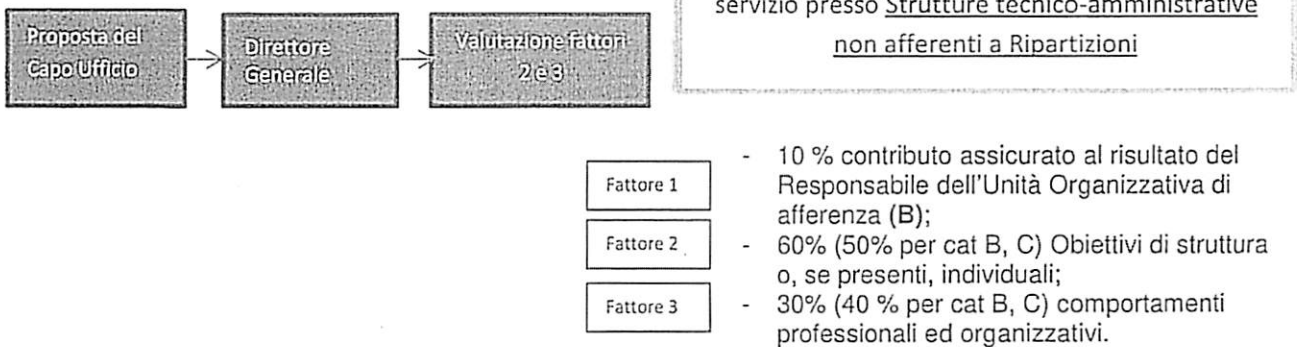 servizio presso Strutture tecnico-amministrative
non afferenti a Ripartizioni
Proposta del
Capo Ufficio
Direttore
Generale
Valutazione fattori
2 e 3
Fattore 1
- 10 % contributo assicurato al risultato del
Responsabile dell'Unità Organizzativa di
afferenza (B);
Fattore 2
- 60% (50% per cat B, C) Obiettivi di struttura
o, se presenti, individuali;
Fattore 3
- 30% (40 % per cat B, C) comportamenti
professionali ed organizzativi.